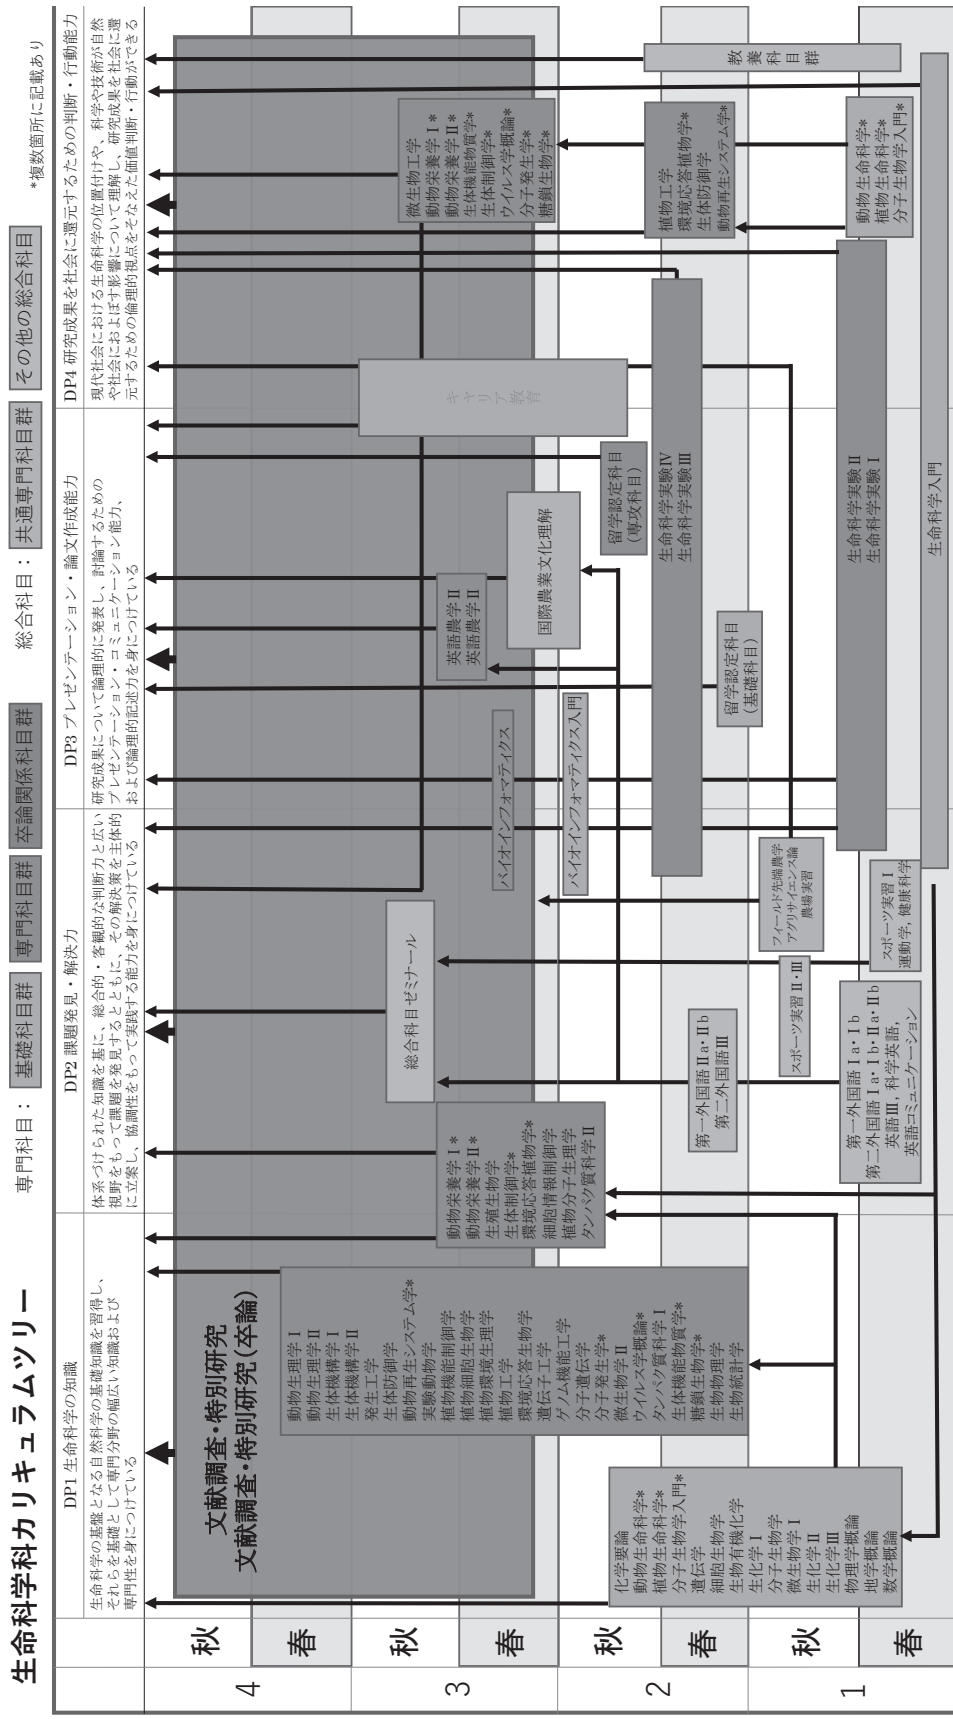 生命科学科カリキュラムツリー
専門科目：
基礎科目群
専門科目群
卒論関係科目群
総合科目：
共通専門科目群
その他の総合科目
*複数箇所に記載あり
DP1 生命科学の知識
生命科学の基盤となる自然科学の基礎知識を習得し、
それらを基礎として専門分野の幅広い知識および
専門性を身につけている
DP2 課題発見・解決力
体系づけられた知識を基に、総合的・客観的な判断力と広い
視野をもって課題を発見するとともに、その解決策を主体的
に立案し、協調性をもって実践する能力を身につけている
DP3 プレゼンテーション・論文作成能力
研究成果について論理的に発表し、討論するための
プレゼンテーション・コミュニケーション能力、
および論理的記述力を身につけている
DP4 研究成果を社会に還元するための判断・行動能力
現代社会における生命科学の位置付けや、科学や技術が自然
や社会におよぼす影響について理解し、研究成果を社会に還
元するための倫理的視点をそなえた価値判断・行動ができる
4
秋
春
3
秋
春
2
秋
春
1
秋
春
文献調査・特別研究
文献調査・特別研究（卒論）
動物生理学Ⅰ
動物生理学Ⅱ
生体機構学Ⅰ
生体機構学Ⅱ
発生工学
生体防御学
動物再生システム学*
実験動物学
植物機能制御学
植物細胞生物学
植物環境生理学
植物工学
環境応答生物学
遺伝子工学
ゲノム機能工学
分子遺伝学
分子発生学*
微生物学Ⅱ
ウイルス学概論*
タンパク質科学Ⅰ
生体機能物質学*
糖鎖生物学*
生物物理学
生物統計学
化学要論
動物生命科学*
植物生命科学*
分子生物学入門*
遺伝学
細胞生物学
生物有機化学
生化学Ⅰ
分子生物学
微生物学Ⅰ
生化学Ⅱ
生化学Ⅲ
物理学概論
地学概論
数学概論
動物栄養学Ⅰ*
動物栄養学Ⅱ*
生殖生物学
生体制御学*
環境応答植物学*
細胞情報制御学
植物分子生理学
タンパク質科学Ⅱ
総合科目ゼミナール
第一外国語Ⅱa・Ⅱb
第二外国語Ⅲ
第一外国語Ⅰa・Ⅰb
第二外国語Ⅰa・Ⅰb・Ⅱa・Ⅱb
英語Ⅲ, 科学英語,
英語コミュニケーション
スポーツ実習Ⅱ・Ⅲ
スポーツ実習Ⅰ
運動学, 健康科学
フィールド先端農学
アグリサイエンス論
農場実習
バイオインフォマティクス
バイオインフォマティクス入門
英語農学Ⅱ
英語農学Ⅱ
国際農業文化理解
留学認定科目
（基礎科目）
留学認定科目
（専攻科目）
キャリア
教育
生命科学実験Ⅳ
生命科学実験Ⅲ
生命科学実験Ⅱ
生命科学実験Ⅰ
生命科学入門
微生物工学
動物栄養学Ⅰ*
動物栄養学Ⅱ*
生体機能物質学*
生体制御学*
ウイルス学概論*
分子発生学*
糖鎖生物学*
植物工学
環境応答植物学*
生体防御学
動物再生システム学*
動物生命科学*
植物生命科学*
分子生物学入門*
教養科目群